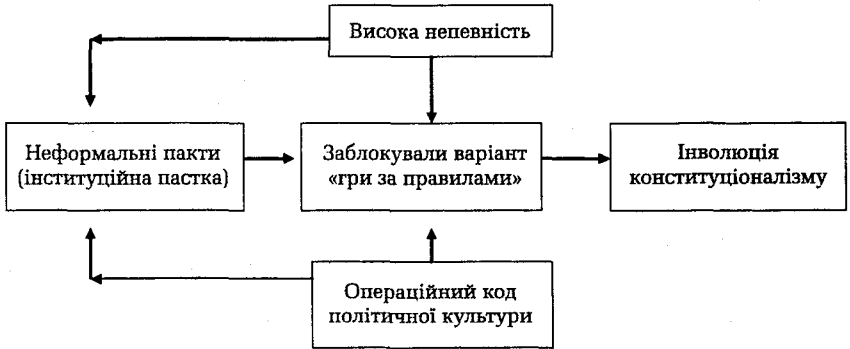 Висока непевність
Неформальні пакти
(інституційна пастка)
Заблокували варіант
«гри за правилами»
Інволюція
конституціоналізму
Операційний код
політичної культури